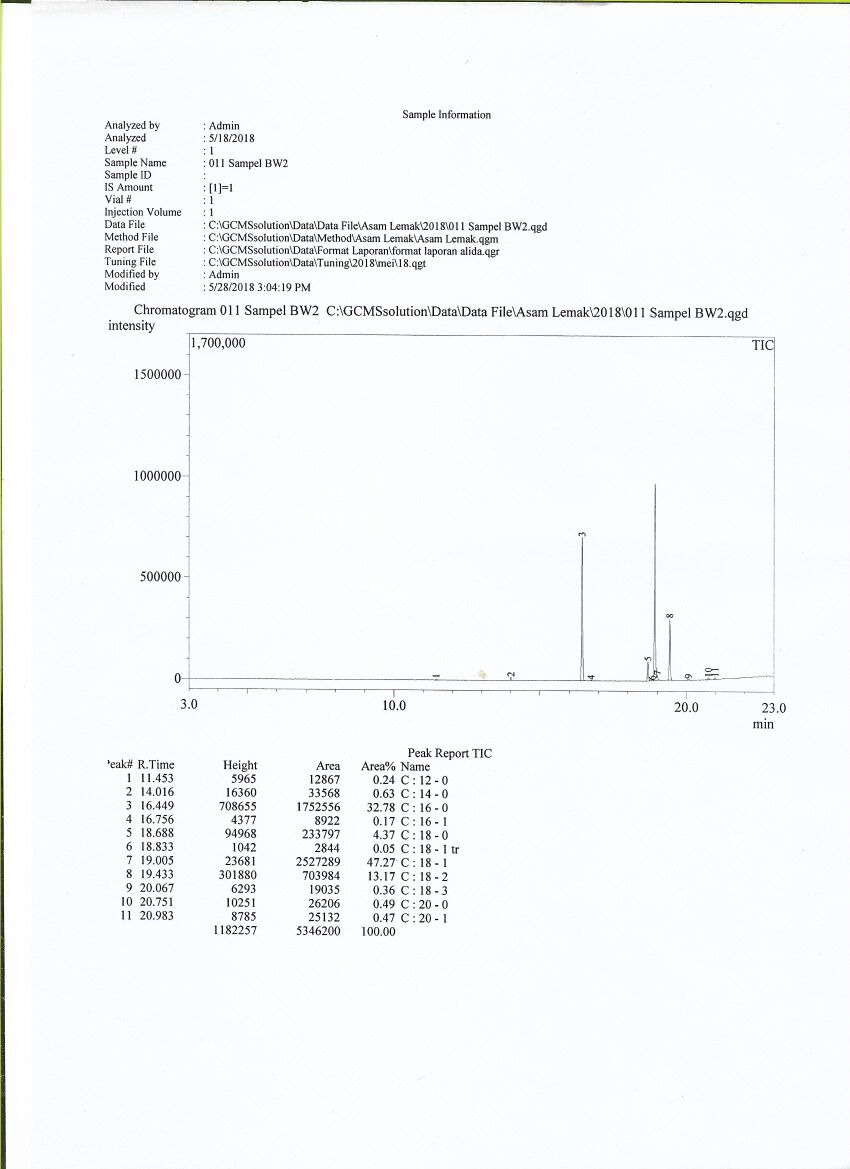 Sample Information
Analyzed by : Admin
Analyzed : 5/18/2018
Level # : 1
Sample Name : 011 Sampel BW2
Sample ID :
IS Amount : [1]=1
Vial # : 1
Injection Volume : 1
Data File : C:\GCMSsolution\Data\Data File\Asam Lemak\2018\011 Sampel BW2.qgd
Method File : C:\GCMSsolution\Data\Method\Asam Lemak\Asam Lemak.qgm
Report File : C:\GCMSsolution\Data\Format Laporan\format laporan alida.qgr
Tuning File : C:\GCMSsolution\Data\Tuning\2018\mei\18.qgt
Modified by : Admin
Modified : 5/28/2018 3:04:19 PM
Chromatogram 011 Sampel BW2 C:\GCMSsolution\Data\Data File\Asam Lemak\2018\011 Sampel BW2.qgd
intensity
1,700,000 TIC
1500000
1000000
500000
0
1 2 3 4 5 6 7 8 9 10 11
3.0 10.0 20.0 23.0
min
Peak Report TIC
eak# R.Time Height Area Area% Name
1 11.453 5965 12867 0.24 C : 12 - 0
2 14.016 16360 33568 0.63 C : 14 - 0
3 16.449 708655 1752556 32.78 C : 16 - 0
4 16.756 4377 8922 0.17 C : 16 - 1
5 18.688 94968 233797 4.37 C : 18 - 0
6 18.833 1042 2844 0.05 C : 18 - 1 tr
7 19.005 23681 2527289 47.27 C : 18 - 1
8 19.433 301880 703984 13.17 C : 18 - 2
9 20.067 6293 19035 0.36 C : 18 - 3
10 20.751 10251 26206 0.49 C : 20 - 0
11 20.983 8785 25132 0.47 C : 20 - 1
1182257 5346200 100.00